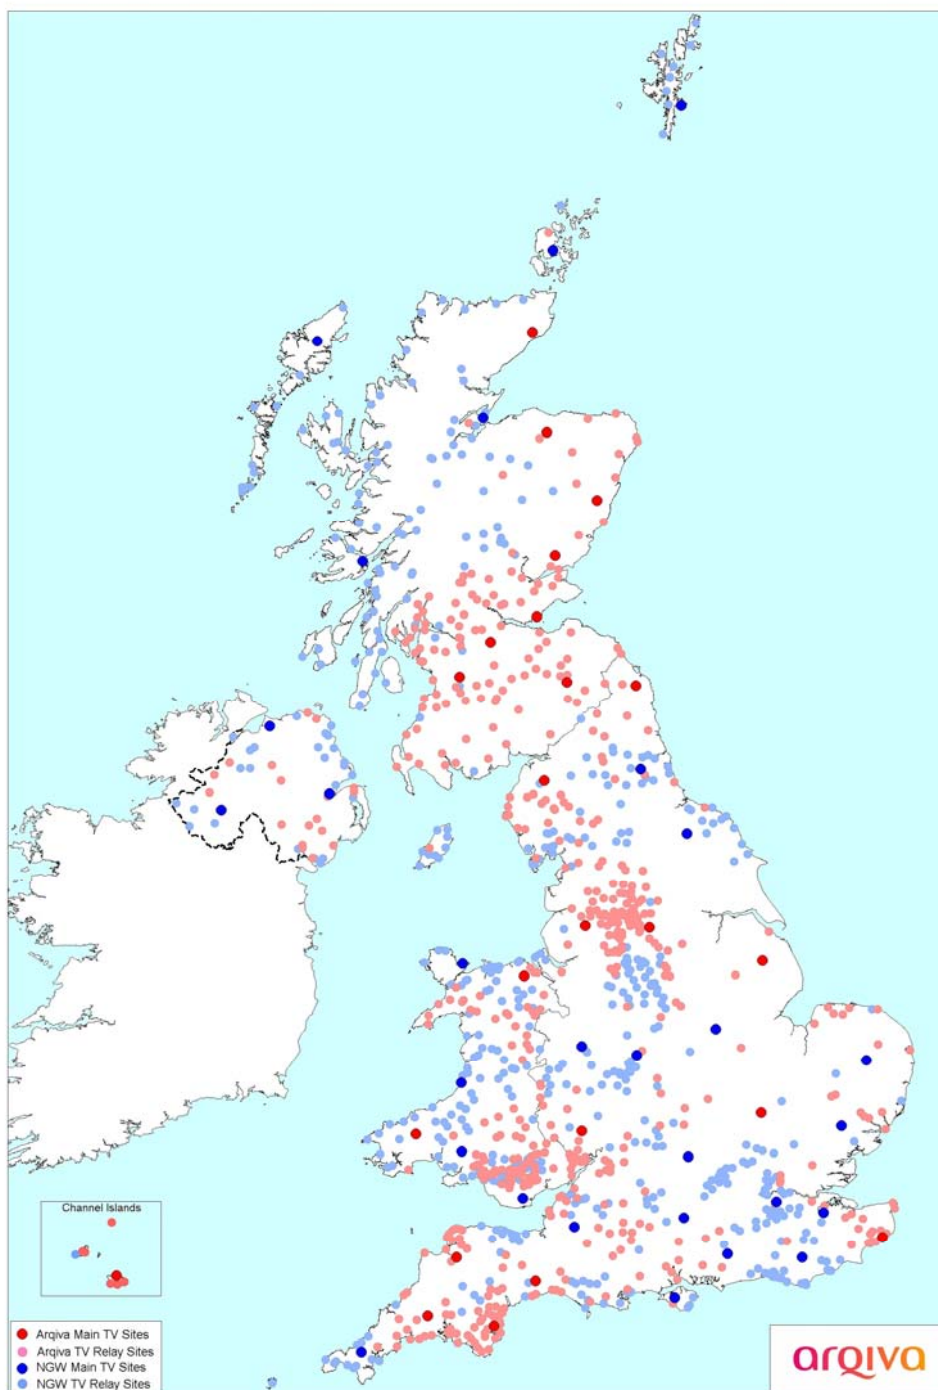 Channel Islands
Arqiva Main TV Sites
Arqiva TV Relay Sites
NGW Main TV Sites
NGW TV Relay Sites
arqiva